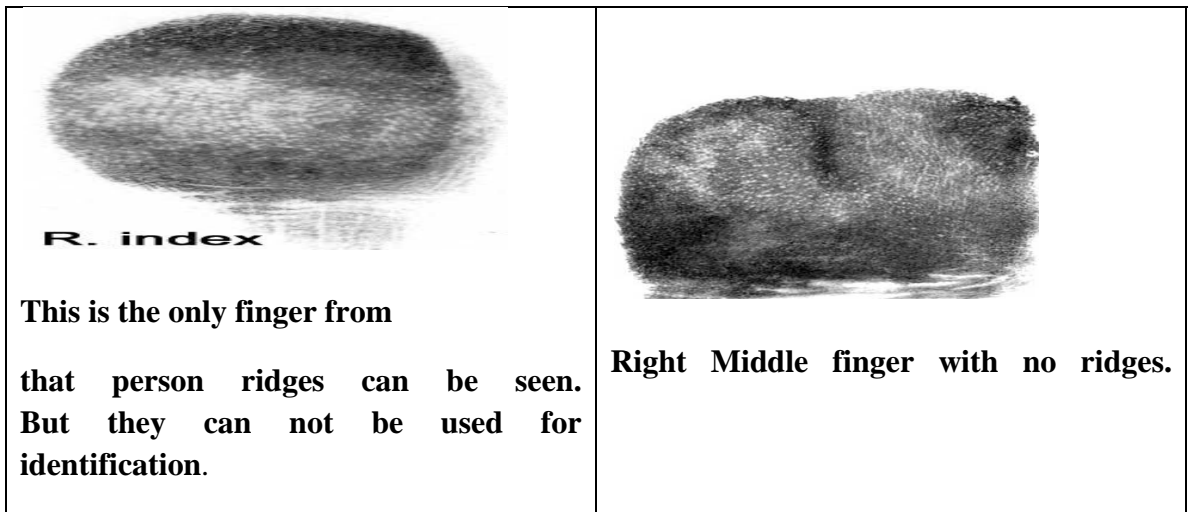 R. index
This is the only finger from
that person ridges can be seen.
But they can not be used for
identification.
Right Middle finger with no ridges.